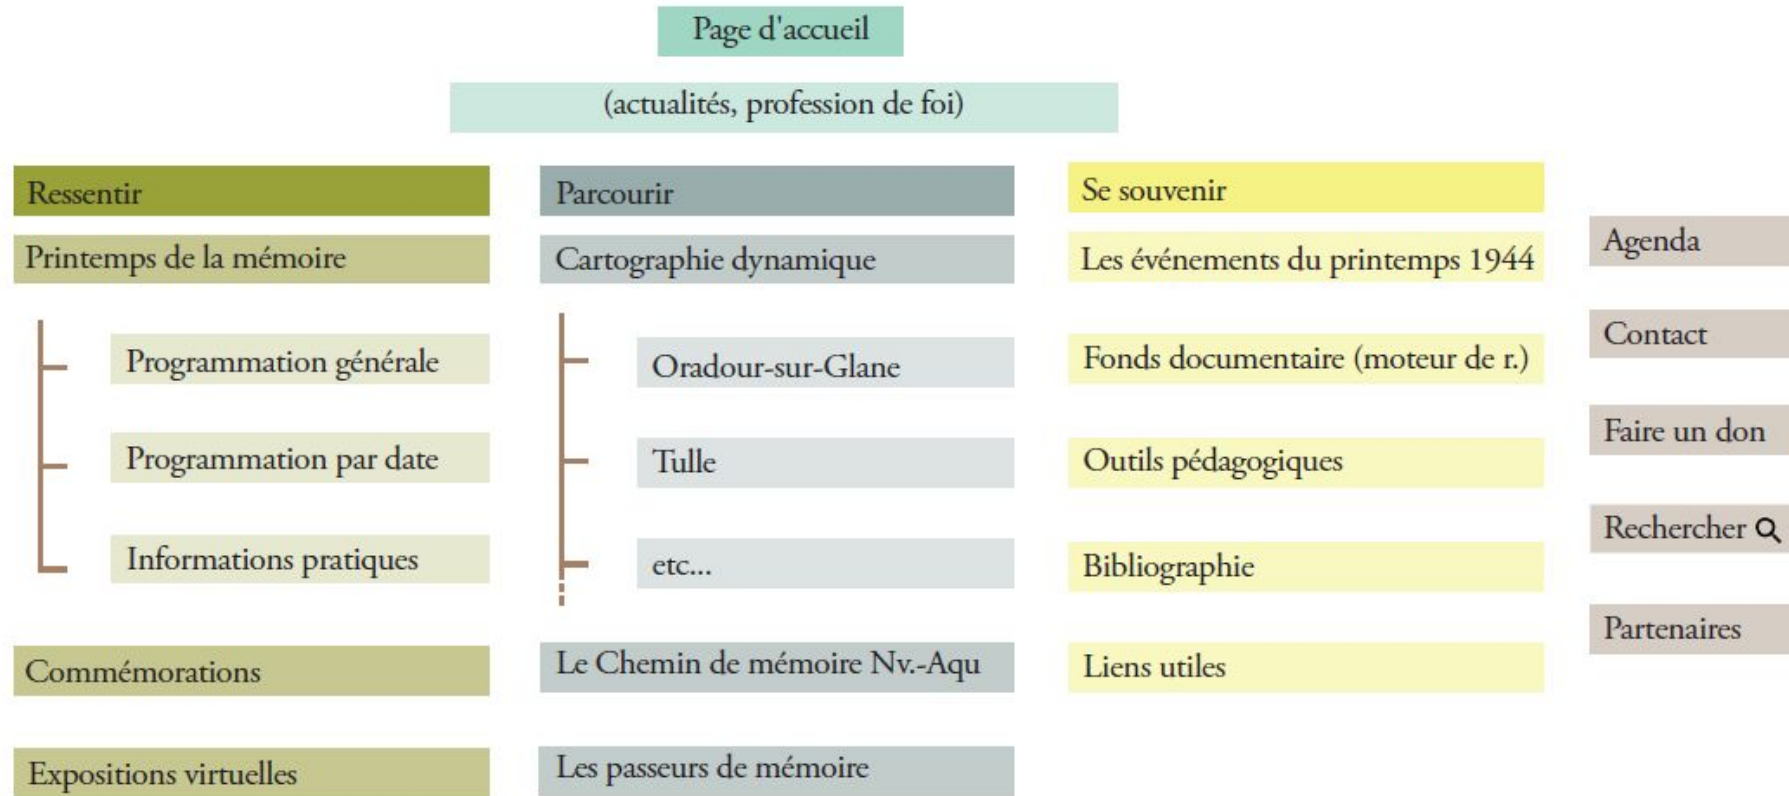 Page d'accueil
(actualités, profession de foi)
Ressentir
Printemps de la mémoire
Programmation générale
Programmation par date
Informations pratiques
Commémorations
Expositions virtuelles
Parcourir
Cartographie dynamique
Oradour-sur-Glane
Tulle
etc...
Le Chemin de mémoire Nv.-Aqu
Les passeurs de mémoire
Se souvenir
Les événements du printemps 1944
Fonds documentaire (moteur de r.)
Outils pédagogiques
Bibliographie
Liens utiles
Agenda
Contact
Faire un don
Rechercher
Partenaires